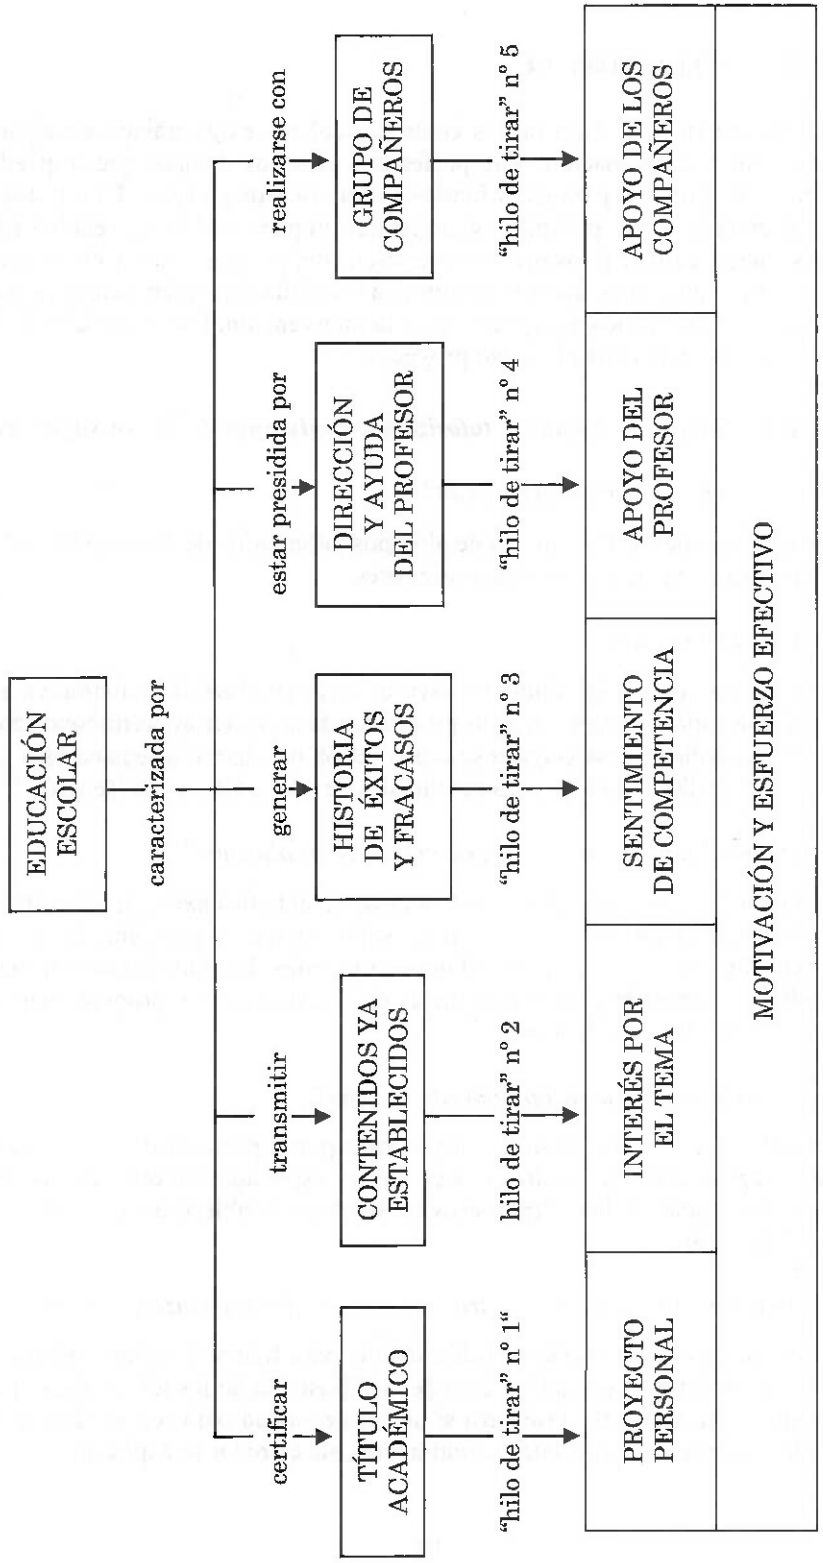 EDUCACIÓN
ESCOLAR
caracterizada por
certificar
transmitir
generar
estar presidida por
realizarse con
TÍTULO
ACADÉMICO
CONTENIDOS YA
ESTABLECIDOS
HISTORIA
DE ÉXITOS
Y FRACASOS
DIRECCIÓN
Y AYUDA
DEL PROFESOR
GRUPO DE
COMPAÑEROS
“hilo de tirar” nº 1“
hilo de tirar” nº 2
“hilo de tirar” nº 3
“hilo de tirar” nº 4
“hilo de tirar” nº 5
PROYECTO
PERSONAL
INTERÉS POR
EL TEMA
SENTIMIENTO
DE COMPETENCIA
APOYO DEL
PROFESOR
APOYO DE LOS
COMPAÑEROS
MOTIVACIÓN Y ESFUERZO EFECTIVO